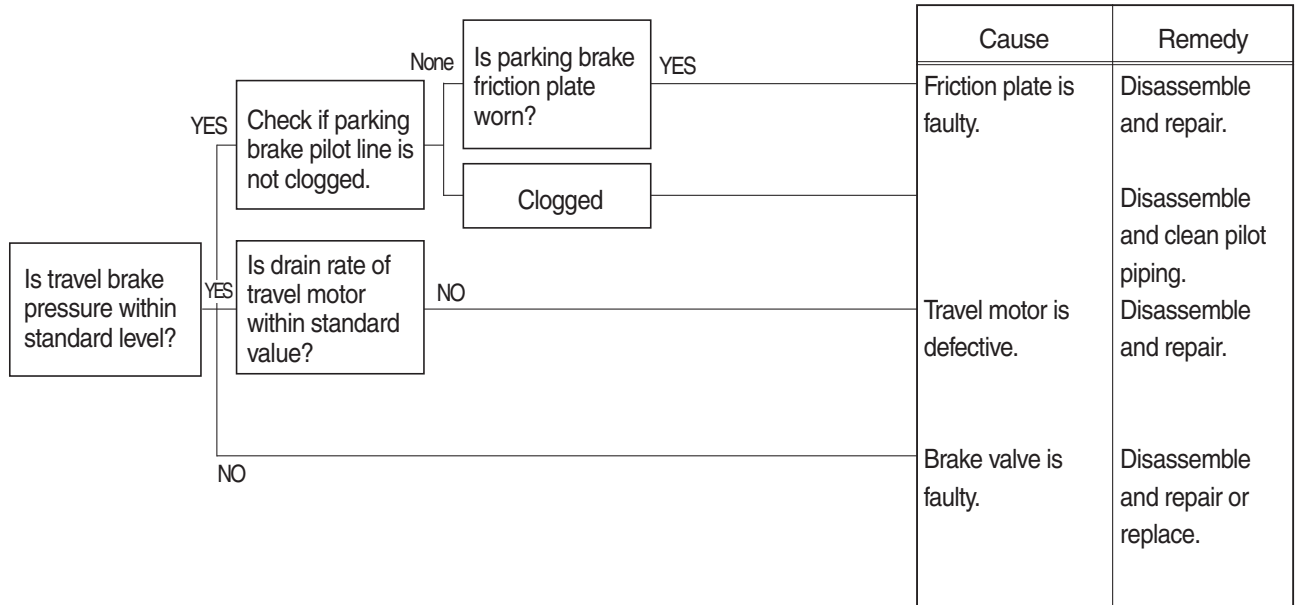 Cause
Remedy
None
Is parking brake
friction plate
worn?
YES
Friction plate is
faulty.
Disassemble
and repair.
YES
Check if parking
brake pilot line is
not clogged.
Clogged
Disassemble
and clean pilot
piping.
Is travel brake
pressure within
standard level?
YES
Is drain rate of
travel motor
within standard
value?
NO
Travel motor is
defective.
Disassemble
and repair.
NO
Brake valve is
faulty.
Disassemble
and repair or
replace.